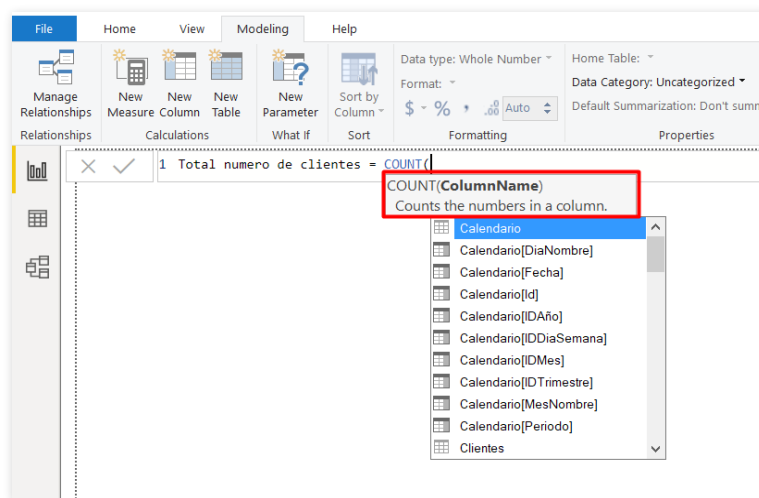 File Home View Modeling Help
Manage Relationships
New Measure
New Column
New Table
New Parameter
Sort by Column
Data type: Whole Number
Format:
$ % , .00 Auto
Home Table:
Data Category: Uncategorized
Default Summarization: Don't summ
Relationships Calculations What If Sort Formatting Properties
1 Total numero de clientes = COUNT(
COUNT(ColumnName)
Counts the numbers in a column.
Calendario
Calendario[DiaNombre]
Calendario[Fecha]
Calendario[Id]
Calendario[IDAño]
Calendario[IDDiaSemana]
Calendario[IDMes]
Calendario[IDTrimestre]
Calendario[MesNombre]
Calendario[Periodo]
Clientes